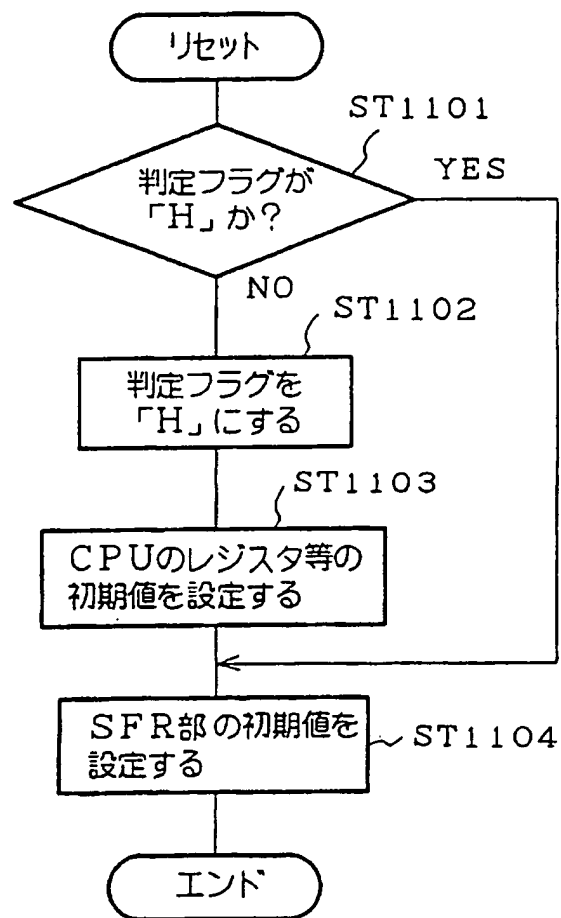 リセット
ST1101
判定フラグが
「H」か?
YES
NO
ST1102
判定フラグを
「H」にする
ST1103
CPUのレジスタ等の
初期値を設定する
SFR部の初期値を
設定する
ST1104
エンド